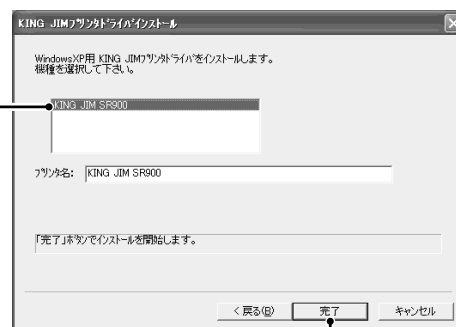 KING JIMプリンタドライバインストール
WindowsXP用 KING JIMプリンタドライバをインストールします。
機種を選択して下さい。
KING JIM SR900
プリンタ名: KING JIM SR900
「完了」ボタンでインストールを開始します。
< 戻る(B) 完了 キャンセル